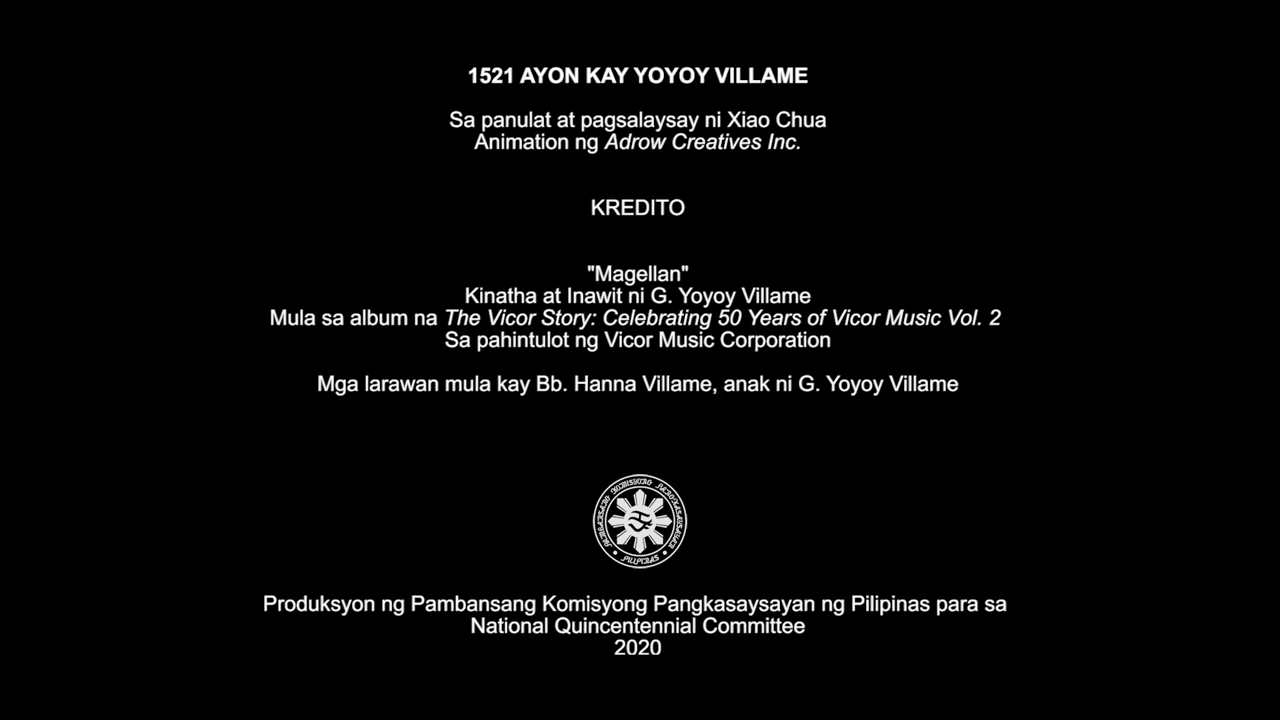 1521 AYON KAY YOYOY VILLAME
Sa panulat at pagsalaysay ni Xiao Chua
Animation ng Adrow Creatives Inc.
KREDITO
"Magellan"
Kinatha at Inawit ni G. Yoyoy Villame
Mula sa album na The Vicor Story: Celebrating 50 Years of Vicor Music Vol. 2
Sa pahintulot ng Vicor Music Corporation
Mga larawan mula kay Bb. Hanna Villame, anak ni G. Yoyoy Villame
PILIPINAS
Produksyon ng Pambansang Komisyong Pangkasaysayan ng Pilipinas para sa
National Quincentennial Committee
2020